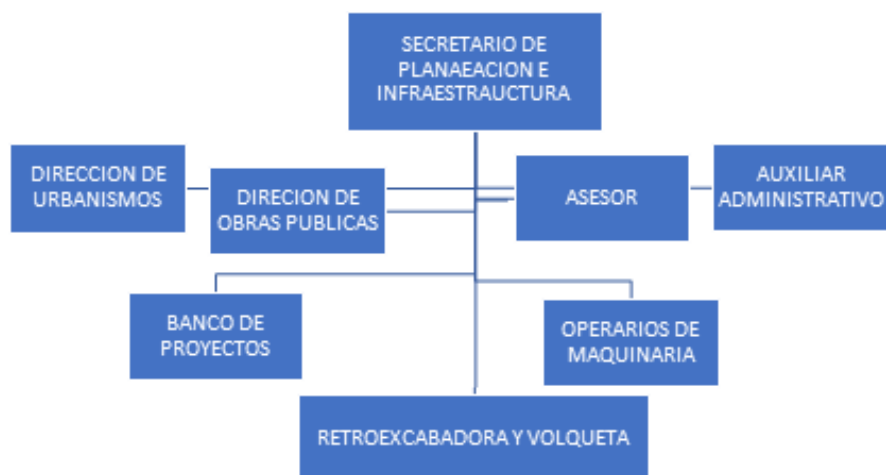 SECRETARIO DE
PLANAEACION E
INFRAESTRAUCTURA
DIRECCION DE
URBANISMOS
DIRECION DE
OBRAS PUBLICAS
ASESOR
AUXILIAR
ADMINISTRATIVO
BANCO DE
PROYECTOS
OPERARIOS DE
MAQUINARIA
RETROEXCABADORA Y VOLQUETA